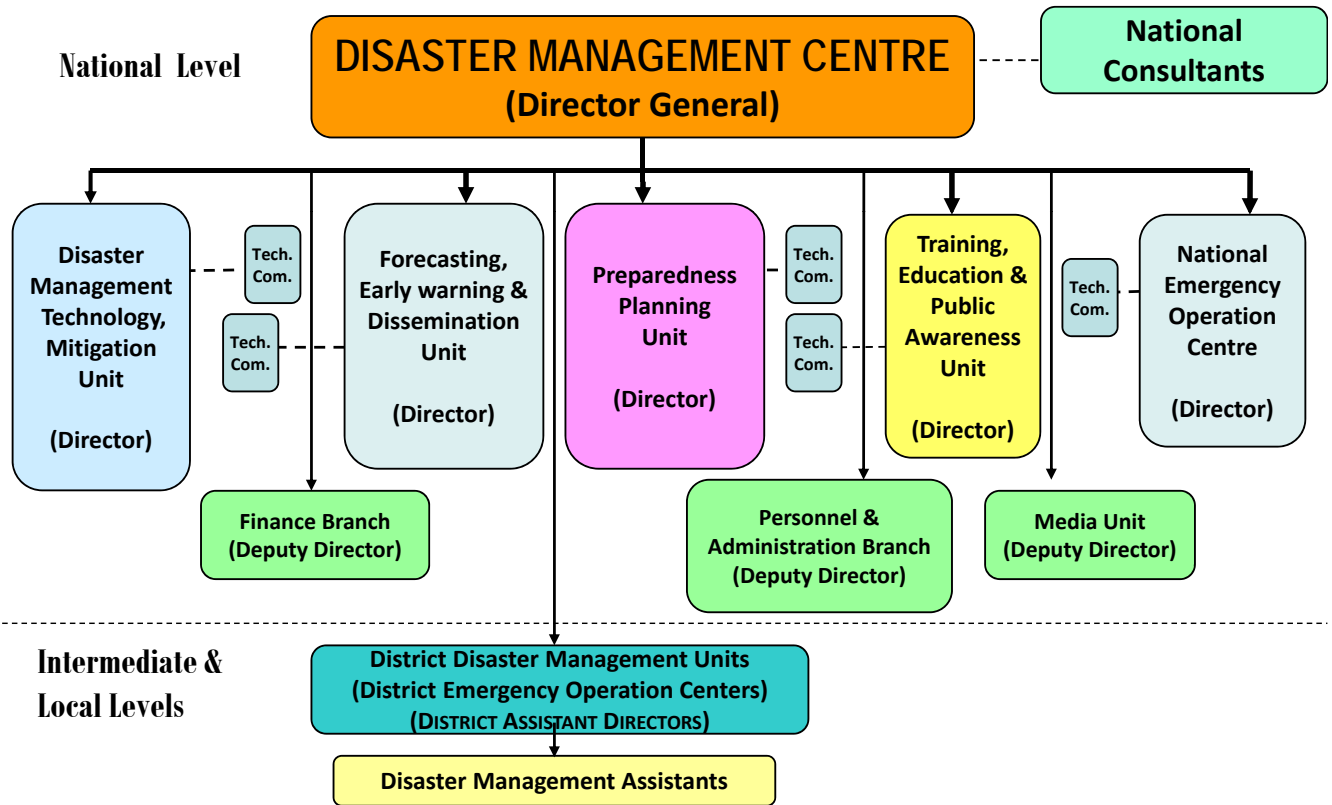 National Level
DISASTER MANAGEMENT CENTRE
(Director General)
National
Consultants
Disaster
Management
Technology,
Mitigation
Unit
(Director)
Tech.
Com.
Tech.
Com.
Forecasting,
Early warning &
Dissemination
Unit
(Director)
Preparedness
Planning
Unit
(Director)
Tech.
Com.
Tech.
Com.
Training,
Education &
Public
Awareness
Unit
(Director)
Tech.
Com.
National
Emergency
Operation
Centre
(Director)
Finance Branch
(Deputy Director)
Personnel &
Administration Branch
(Deputy Director)
Media Unit
(Deputy Director)
Intermediate &
Local Levels
District Disaster Management Units
(District Emergency Operation Centers)
(DISTRICT ASSISTANT DIRECTORS)
Disaster Management Assistants